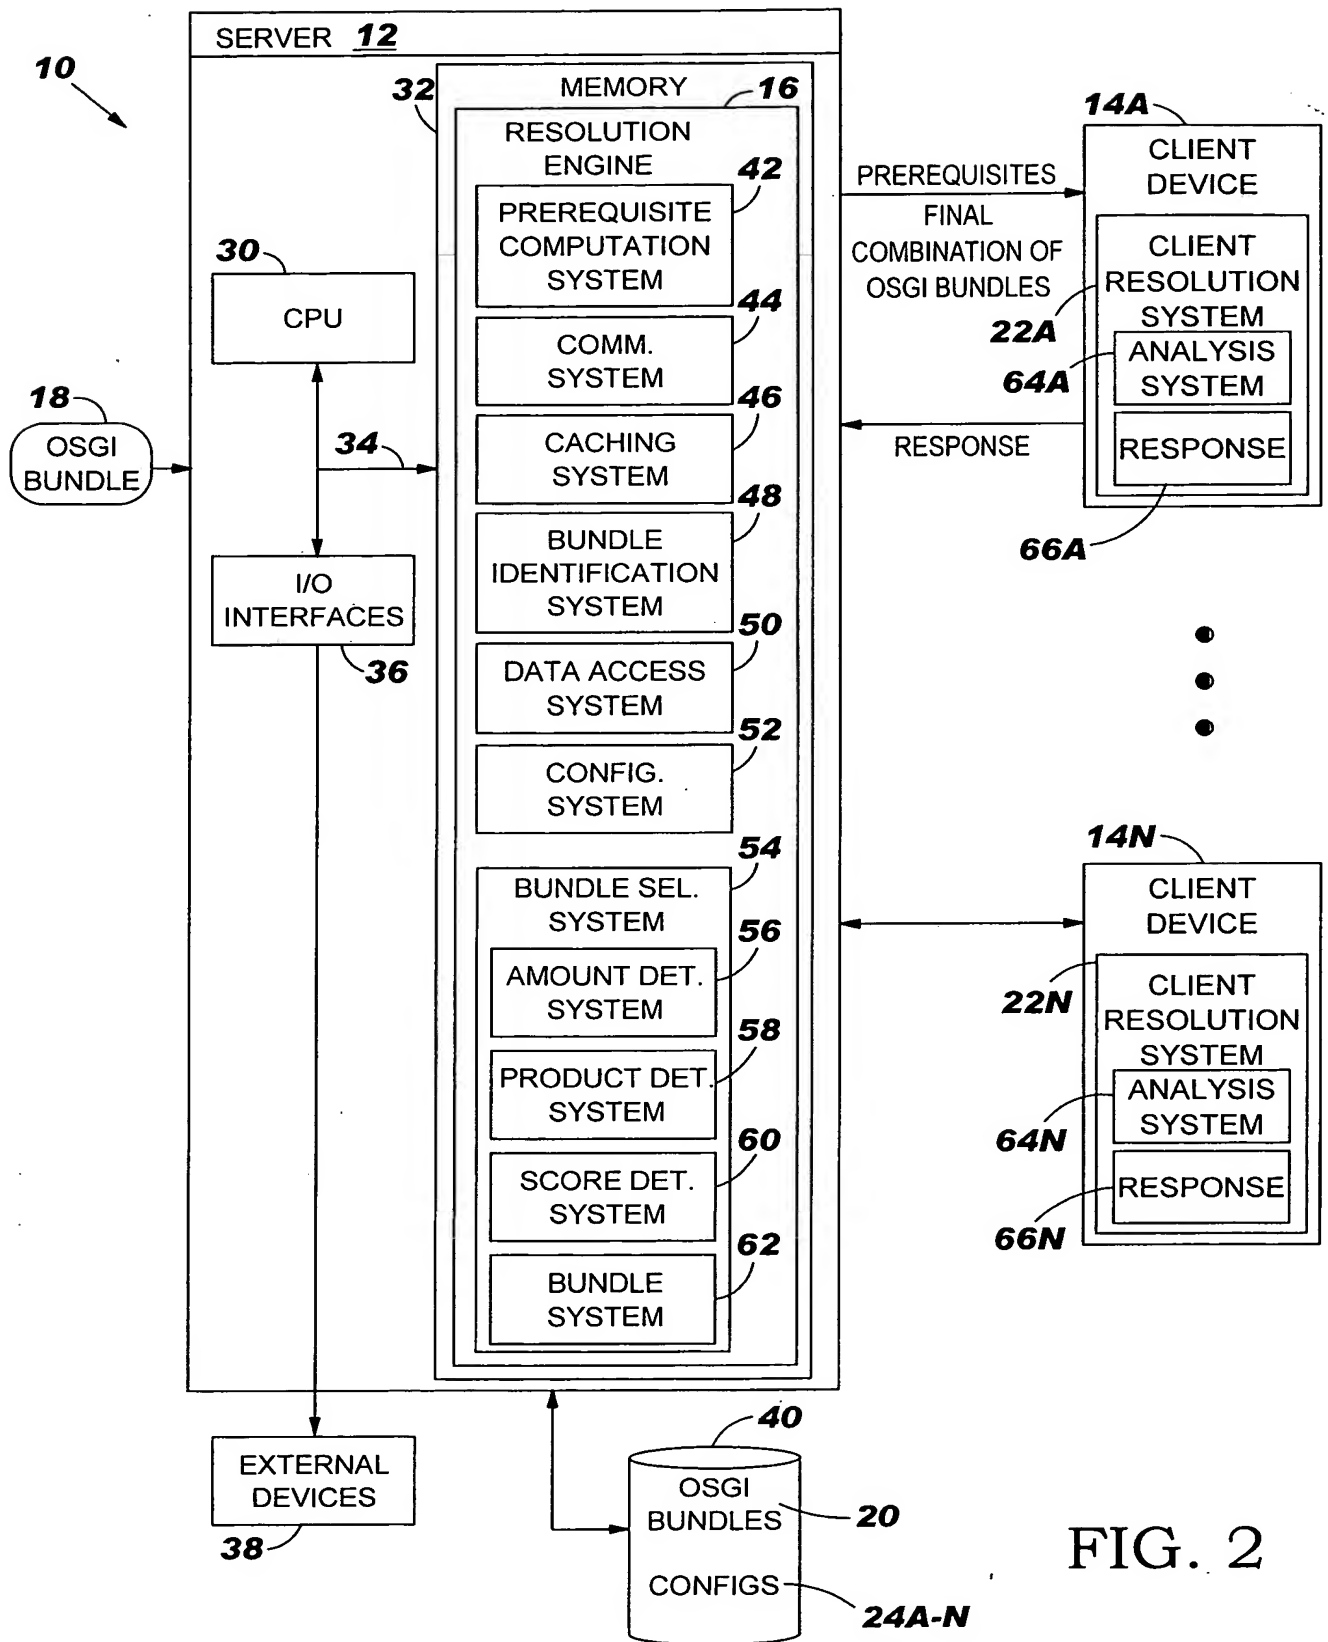 SERVER 12
10
32
MEMORY
16
RESOLUTION
ENGINE
42
PREREQUISITE
COMPUTATION
SYSTEM
44
COMM.
SYSTEM
46
CACHING
SYSTEM
48
BUNDLE
IDENTIFICATION
SYSTEM
50
DATA ACCESS
SYSTEM
52
CONFIG.
SYSTEM
54
BUNDLE SEL.
SYSTEM
56
AMOUNT DET.
SYSTEM
58
PRODUCT DET.
SYSTEM
60
SCORE DET.
SYSTEM
62
BUNDLE
SYSTEM
30
CPU
18
OSGI
BUNDLE
34
I/O
INTERFACES
36
EXTERNAL
DEVICES
38
40
OSGI
BUNDLES
20
CONFIGS
24A-N
PREREQUISITES
FINAL
COMBINATION OF
OSGI BUNDLES
RESPONSE
14A
CLIENT
DEVICE
CLIENT
RESOLUTION
SYSTEM
22A
ANALYSIS
SYSTEM
64A
RESPONSE
66A
14N
CLIENT
DEVICE
22N
CLIENT
RESOLUTION
SYSTEM
ANALYSIS
SYSTEM
64N
RESPONSE
66N
FIG. 2